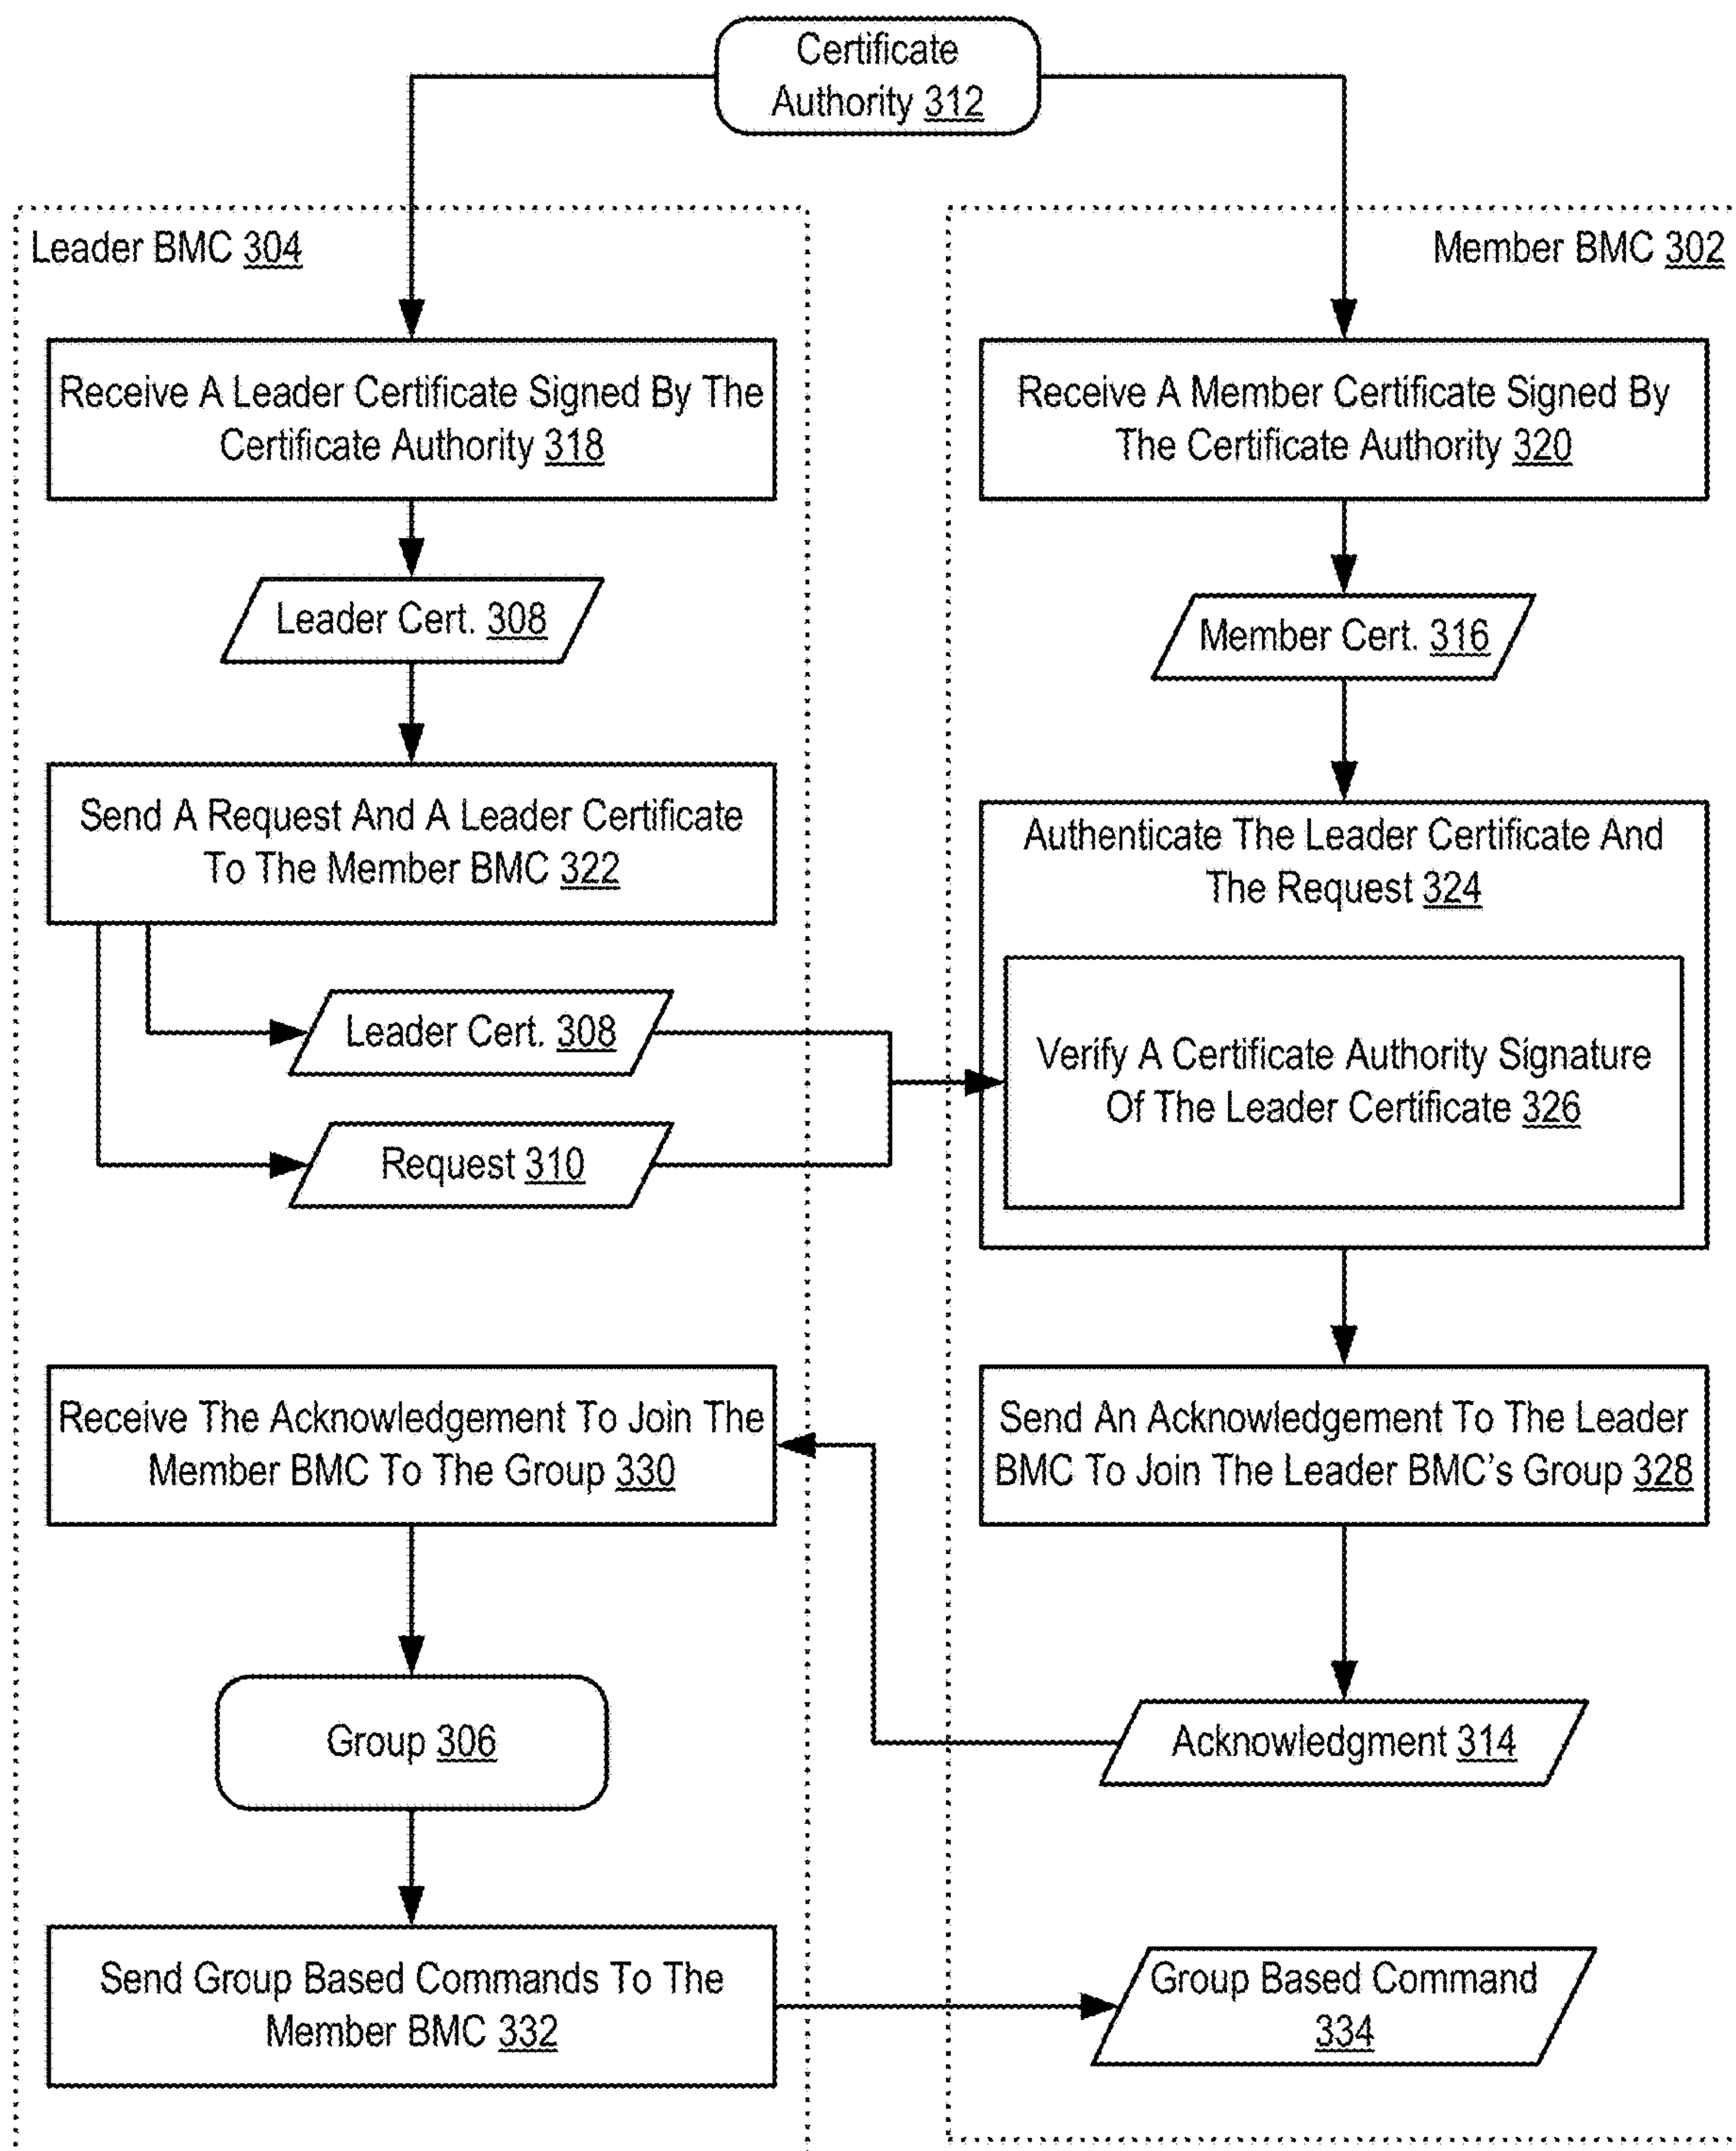 Certificate
Authority 312
Leader BMC 304
Member BMC 302
Receive A Leader Certificate Signed By The
Certificate Authority 318
Receive A Member Certificate Signed By
The Certificate Authority 320
Leader Cert. 308
Member Cert. 316
Send A Request And A Leader Certificate
To The Member BMC 322
Authenticate The Leader Certificate And
The Request 324
Leader Cert. 308
Verify A Certificate Authority Signature
Of The Leader Certificate 326
Request 310
Receive The Acknowledgement To Join The
Member BMC To The Group 330
Send An Acknowledgement To The Leader
BMC To Join The Leader BMC's Group 328
Group 306
Acknowledgment 314
Send Group Based Commands To The
Member BMC 332
Group Based Command
334